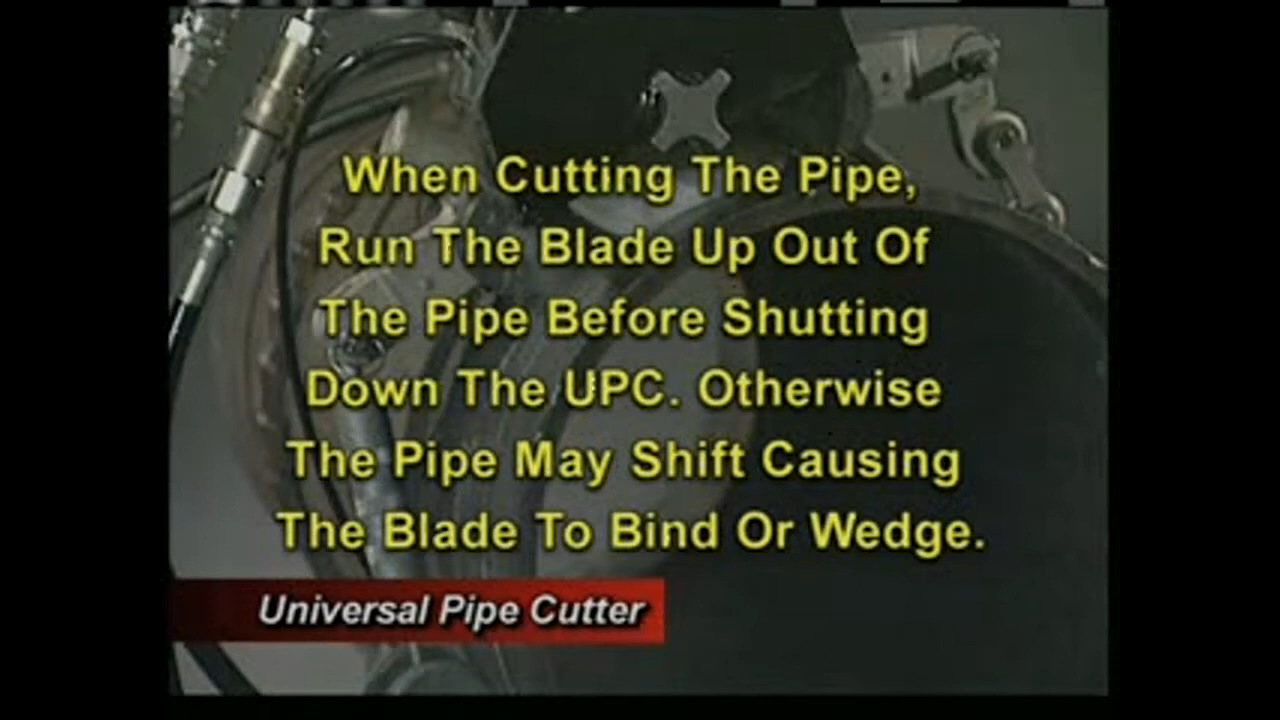 When Cutting The Pipe,
Run The Blade Up Out Of
The Pipe Before Shutting
Down The UPC. Otherwise
The Pipe May Shift Causing
The Blade To Bind Or Wedge.
Universal Pipe Cutter